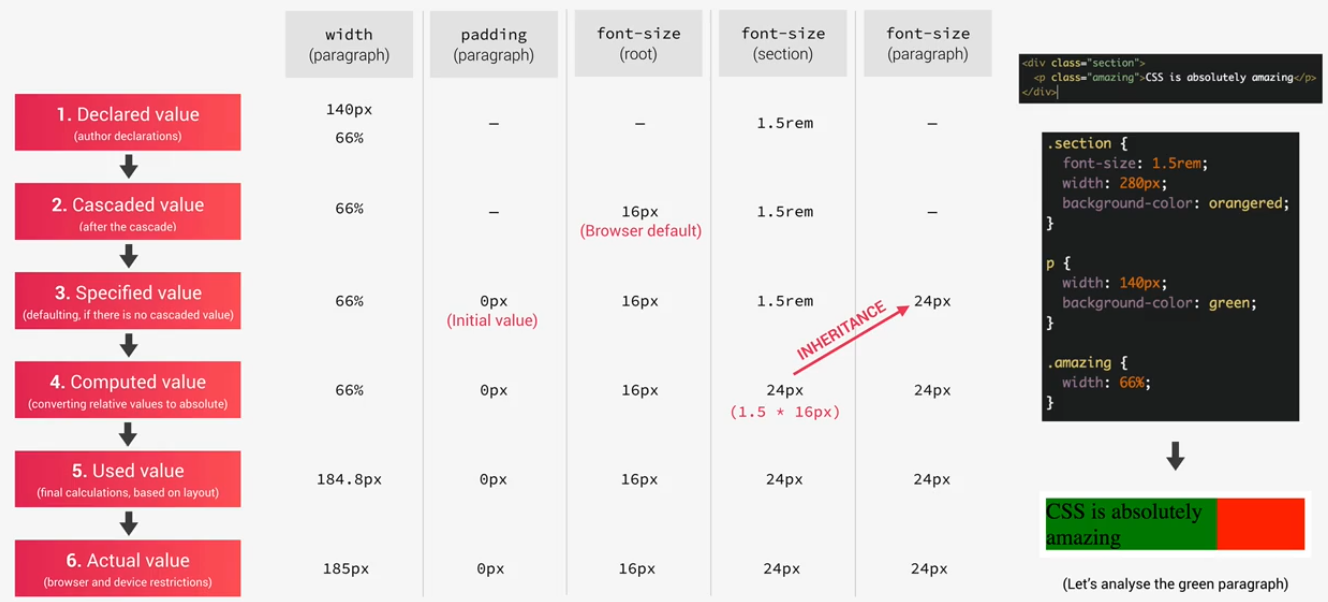 width
(paragraph)
padding
(paragraph)
font-size
(root)
font-size
(section)
font-size
(paragraph)
1. Declared value
(author declarations)
140px
66%
–
–
1.5rem
–
2. Cascaded value
(after the cascade)
66%
–
16px
(Browser default)
1.5rem
–
3. Specified value
(defaulting, if there is no cascaded value)
66%
0px
(Initial value)
16px
1.5rem
24px
INHERITANCE
4. Computed value
(converting relative values to absolute)
66%
0px
16px
24px
(1.5 * 16px)
24px
5. Used value
(final calculations, based on layout)
184.8px
0px
16px
24px
24px
6. Actual value
(browser and device restrictions)
185px
0px
16px
24px
24px
<div class="section">
<p class="amazing">CSS is absolutely amazing</p>
</div>
.section {
font-size: 1.5rem;
width: 280px;
background-color: orangered;
}
p {
width: 140px;
background-color: green;
}
.amazing {
width: 66%;
}
CSS is absolutely
amazing
(Let's analyse the green paragraph)